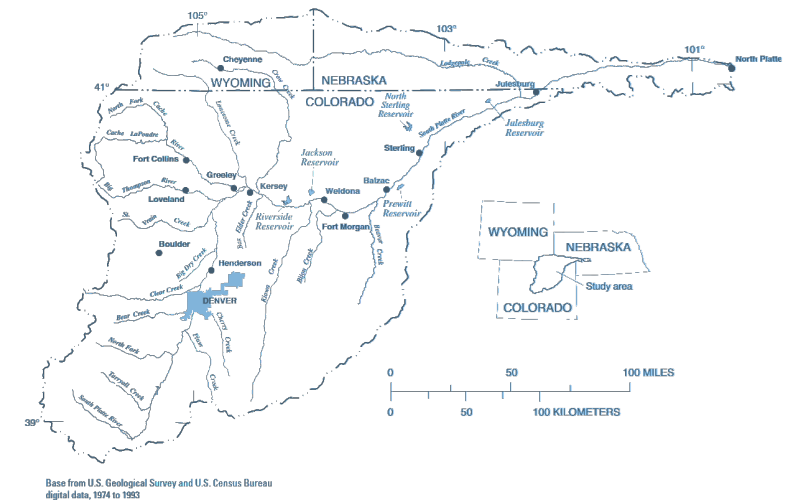 105°
103°
101°
North Platte
Cheyenne
Crow Creek
Lodgepole Creek
WYOMING
NEBRASKA
COLORADO
41°
Julesburg
North
Sterling
Reservoir
South Platte River
Julesburg
Reservoir
North Fork Cache
Lonetree Creek
Cache LaPoudre
River
Sterling
Jackson
Reservoir
Fort Collins
Greeley
Kersey
Balzac
Big Thompson River
Loveland
Weldona
Prewitt
Reservoir
Riverside
Reservoir
St. Vrain Creek
Fort Morgan
Beaver Creek
Boulder
Big Dry Creek
Henderson
Kiowa Creek
Bijou Creek
Clear Creek
DENVER
Bear Creek
Cherry Creek
Plum Creek
North Fork
Tarryall Creek
South Platte River
39°
WYOMING
NEBRASKA
Study area
COLORADO
0 50 100 MILES
0 50 100 KILOMETERS
Base from U.S. Geological Survey and U.S. Census Bureau
digital data, 1974 to 1993